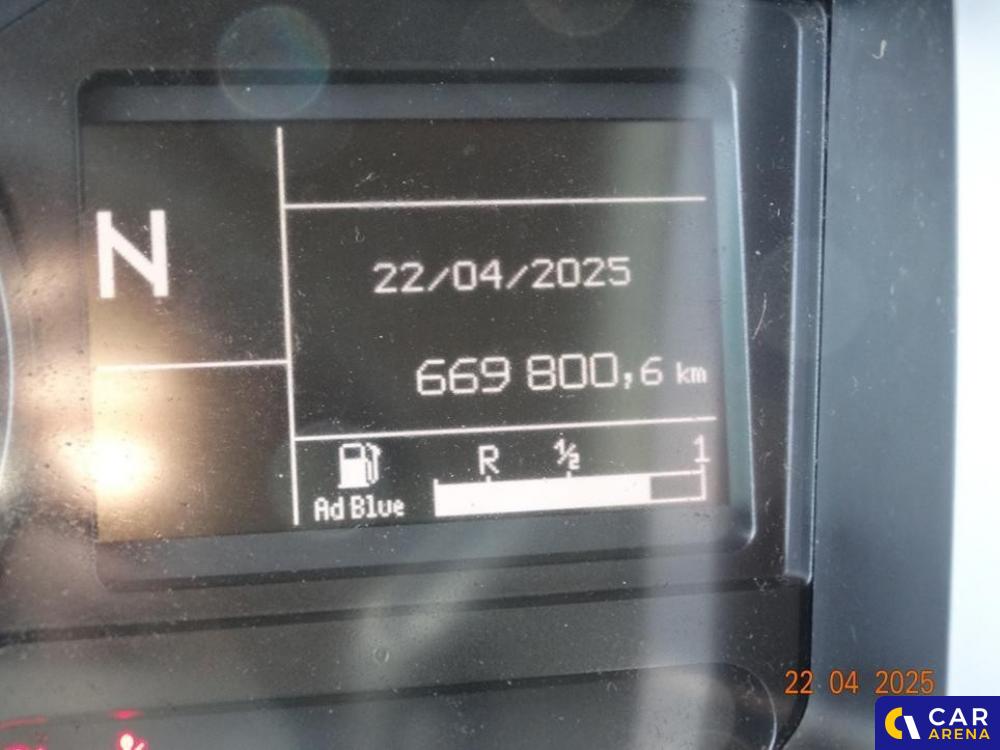 N
22/04/2025
669 800,6 km
R ½ 1
Ad Blue
22 04 2025
CAR
ARENA